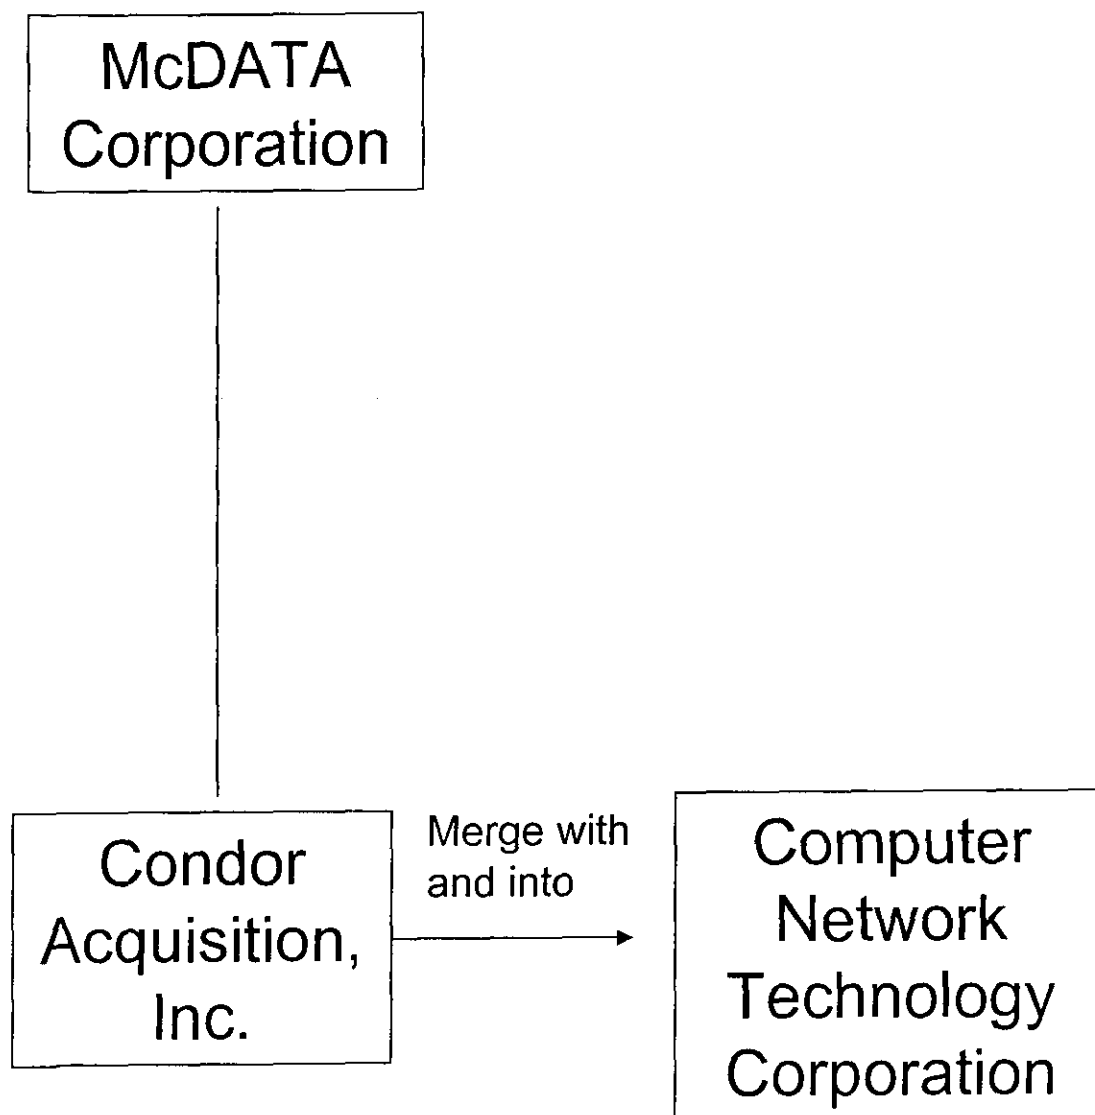 McDATA
Corporation
Condor
Acquisition,
Inc.
Merge with
and into
Computer
Network
Technology
Corporation